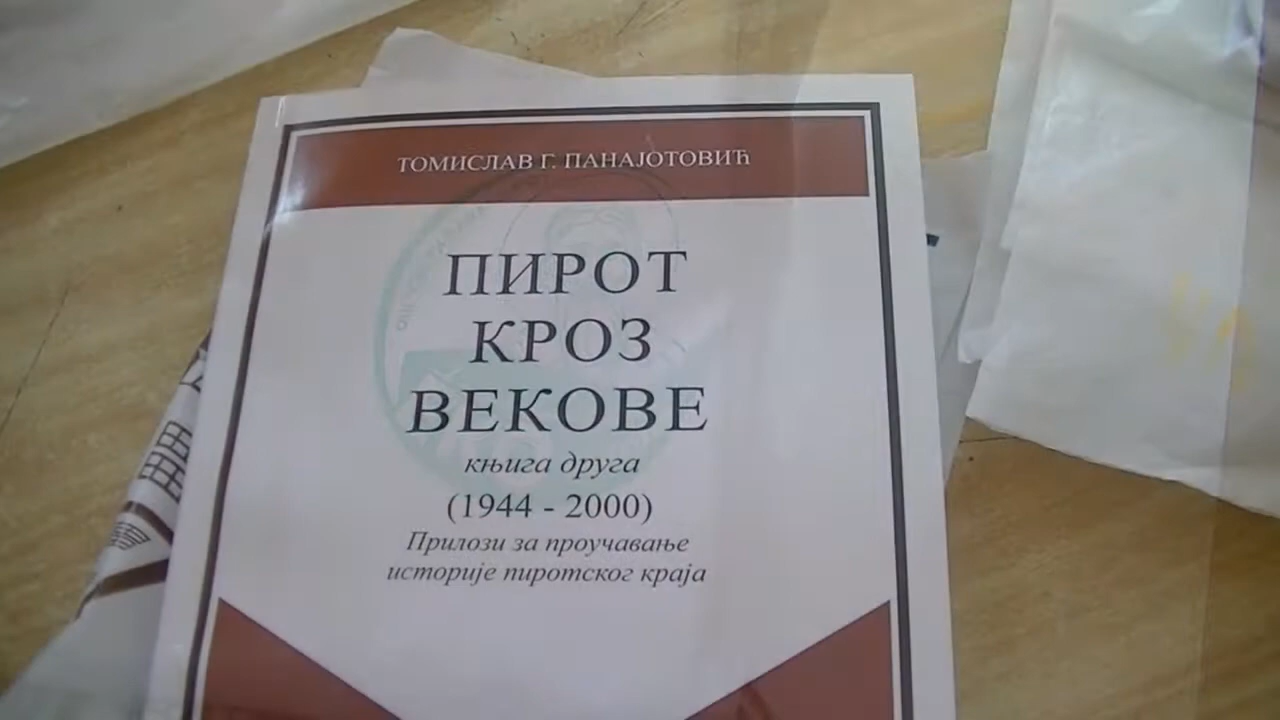 ТОМИСЛАВ Г. ПАНАЈОТОВИЋ
ПИРОТ
КРОЗ
ВЕКОВЕ
књига друга
(1944 - 2000)
Прилози за проучавање
историје пиротског краја